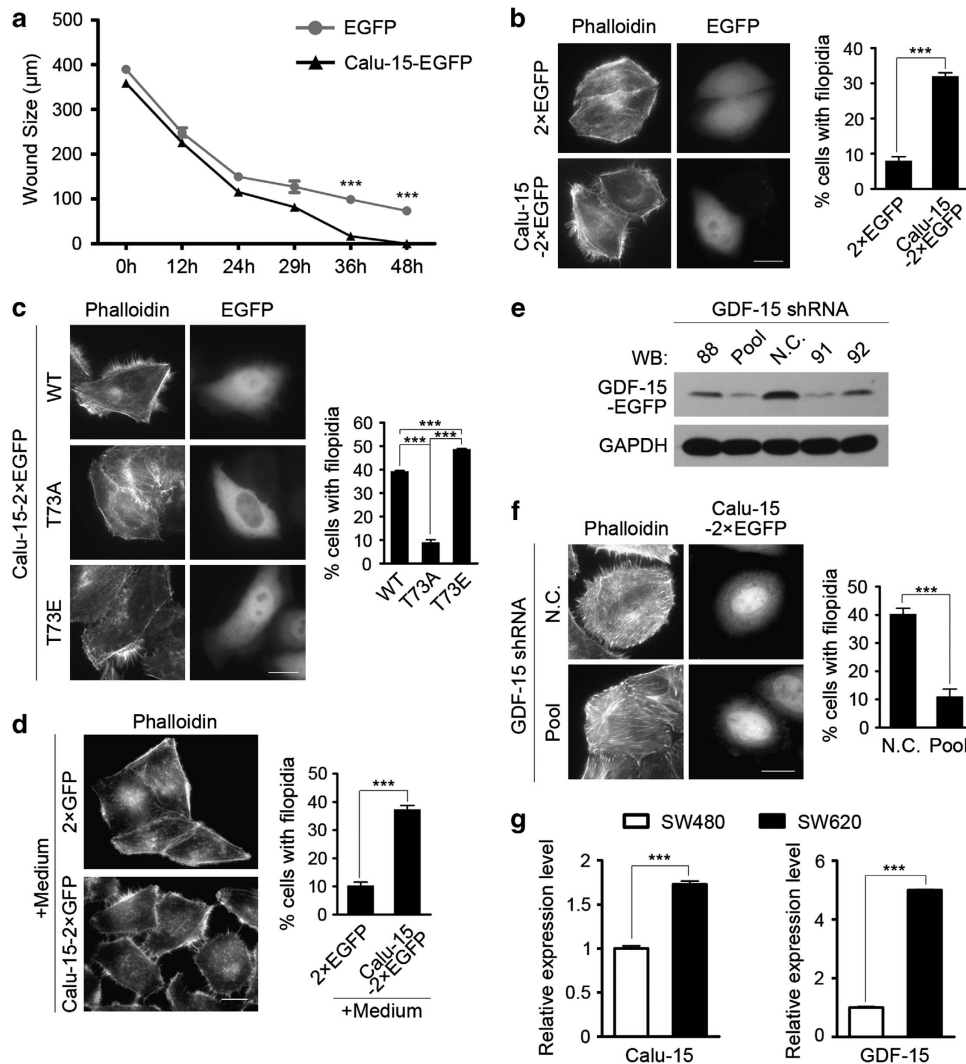 a
500
400
300
200
100
0
Wound Size (µm)
EGFP
Calu-15-EGFP
***
***
0h 12h 24h 29h 36h 48h
b
Phalloidin EGFP
2×EGFP
Calu-15
-2×EGFP
% cells with filopidia
40
30
20
10
0
***
2×EGFP
Calu-15
-2×EGFP
c
Phalloidin EGFP
Calu-15-2×EGFP
WT
T73A
T73E
% cells with filopidia
60
50
40
30
20
10
0
***
*** ***
WT T73A T73E
d
Phalloidin
+Medium
2×GFP
Calu-15-2×GFP
% cells with filopidia
50
40
30
20
10
0
***
2×EGFP
Calu-15
-2×EGFP
+Medium
e
GDF-15 shRNA
WB: 88 Pool N.C. 91 92
GDF-15
-EGFP
GAPDH
f
Phalloidin
Calu-15
-2×EGFP
GDF-15 shRNA
N.C.
Pool
% cells with filopidia
50
40
30
20
10
0
***
N.C. Pool
g
SW480 SW620
Relative expression level
2
1.5
1
0.5
0
***
Calu-15
Relative expression level
6
4
2
0
***
GDF-15